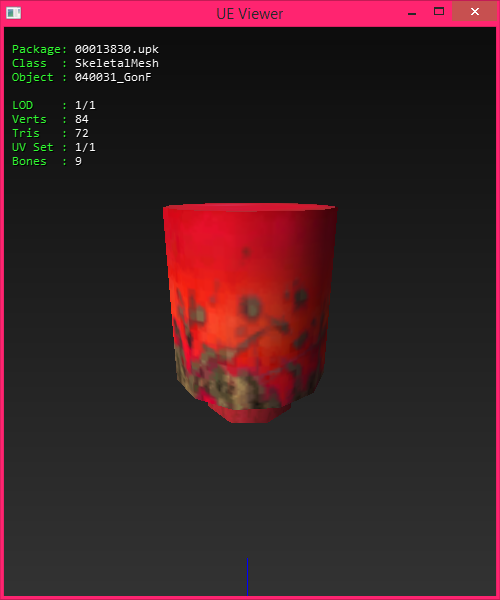 UE Viewer
Package: 00013830.upk
Class : SkeletalMesh
Object : 040031_GonF
LOD : 1/1
Verts : 84
Tris : 72
UV Set : 1/1
Bones : 9